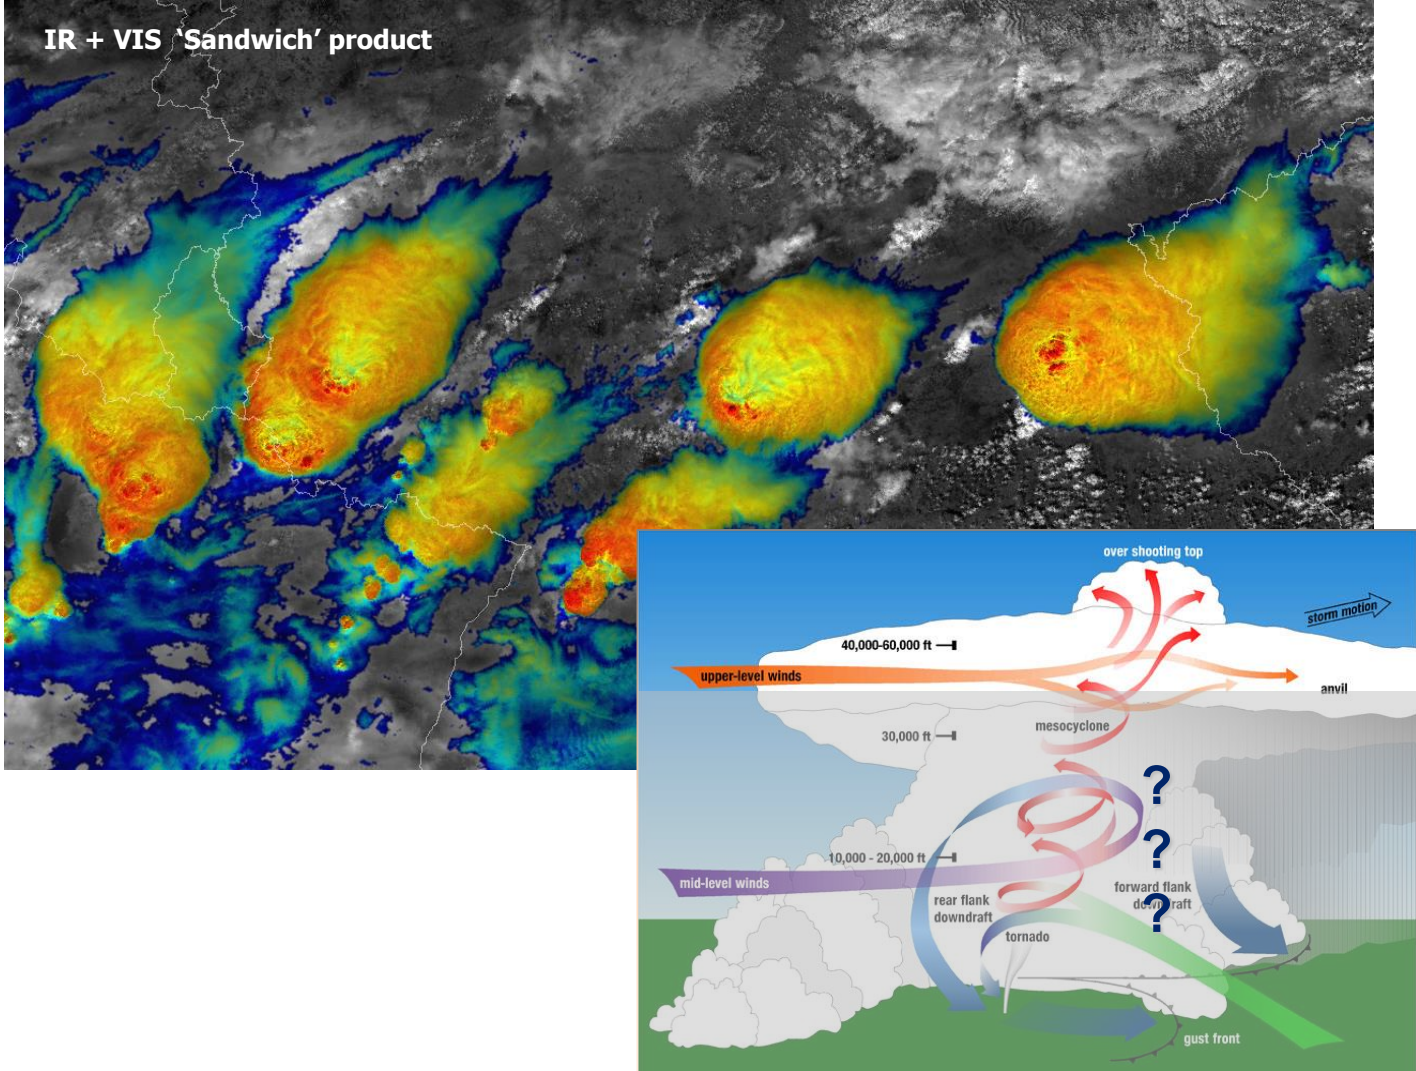 IR + VIS ‘Sandwich’ product
over shooting top
storm motion
40,000-60,000 ft
upper-level winds
anvil
mesocyclone
30,000 ft
?
?
10,000 - 20,000 ft
mid-level winds
forward flank
downdraft
?
rear flank
downdraft
tornado
gust front